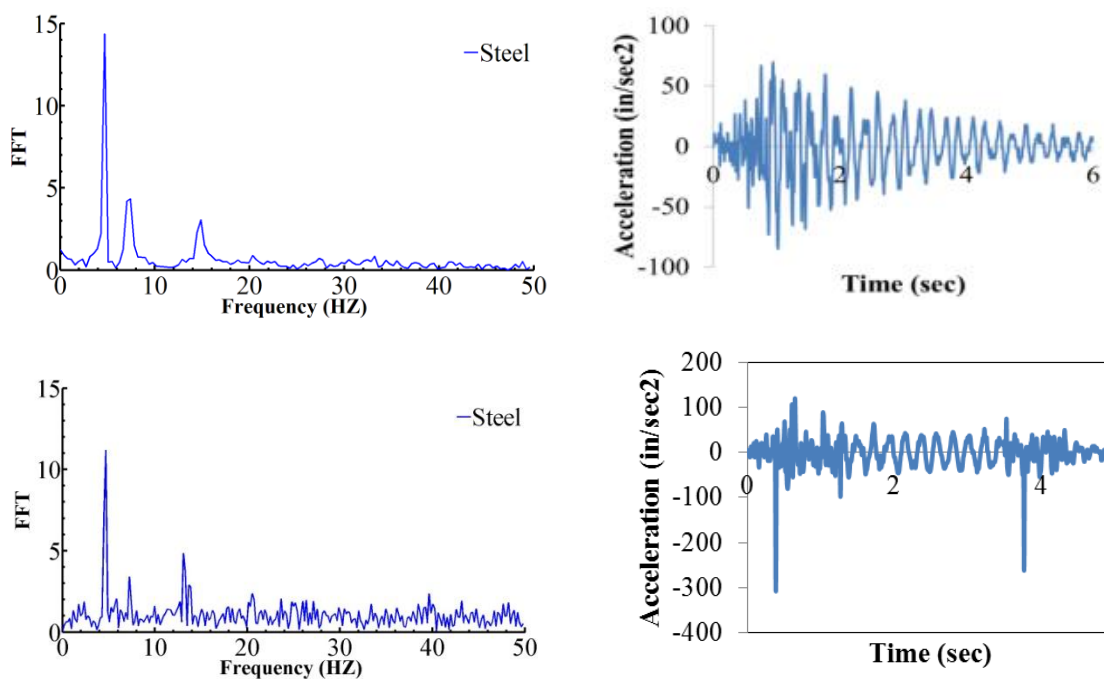 15
10
5
0
FFT
Steel
0 10 20 30 40 50
Frequency (HZ)
100
50
0
-50
-100
Acceleration (in/sec2)
0 2 4 6
Time (sec)
15
10
5
0
FFT
Steel
0 10 20 30 40 50
Frequency (HZ)
200
100
0
-100
-200
-300
-400
Acceleration (in/sec2)
0 2 4
Time (sec)